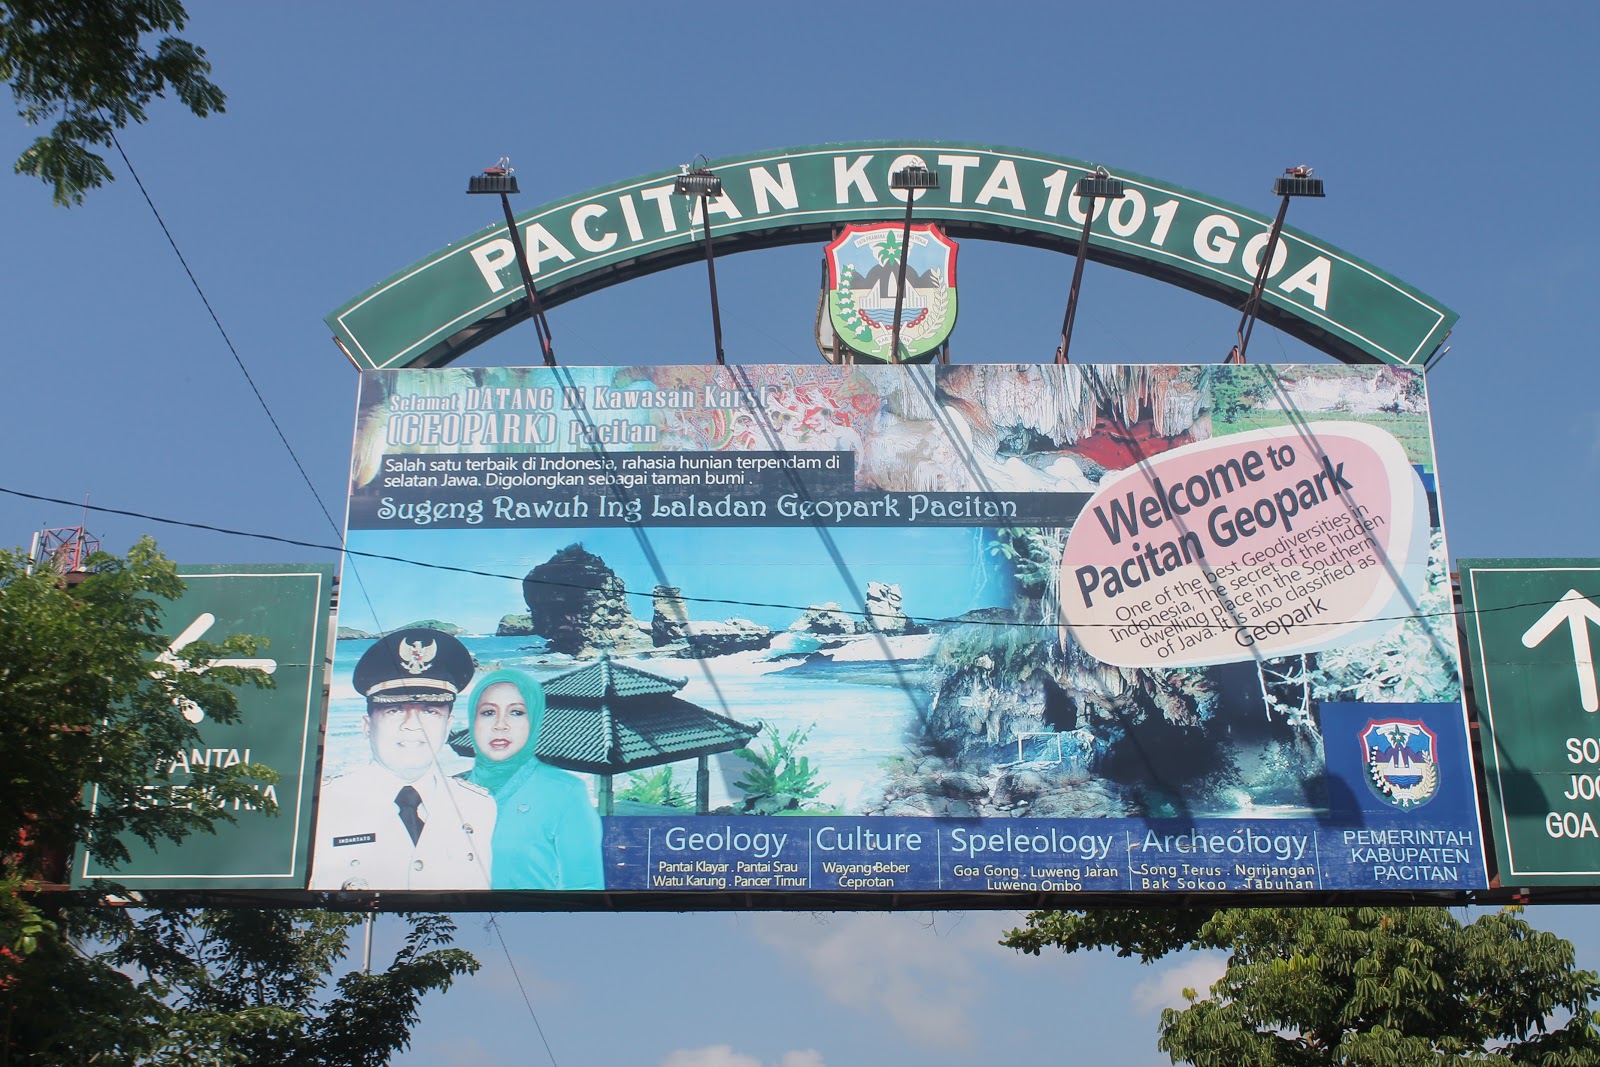 PACITAN KOTA 1001 GOA
Selamat DATANG Di Kawasan Karst
(GEOPARK) Pacitan
Salah satu terbaik di Indonesia, rahasia hunian terpendam di
selatan Jawa. Digolongkan sebagai taman bumi .
Sugeng Rawuh Ing Laladan Geopark Pacitan
Welcome to
Pacitan Geopark
One of the best Geodiversities in
Indonesia, The secret of the hidden
dwelling place in the Southern
of Java. It is also classified as
Geopark
PANTAI
INDARTATO
Geology
Pantai Klayar . Pantai Srau
Watu Karung . Pancer Timur
Culture
Wayang Beber
Ceprotan
Speleology
Goa Gong . Luweng Jaran
Luweng Ombo
Archeology
Song Terus . Ngrijangan
Bak Sokoo . Tabuhan
PEMERINTAH
KABUPATEN
PACITAN
SO
JO
GOA